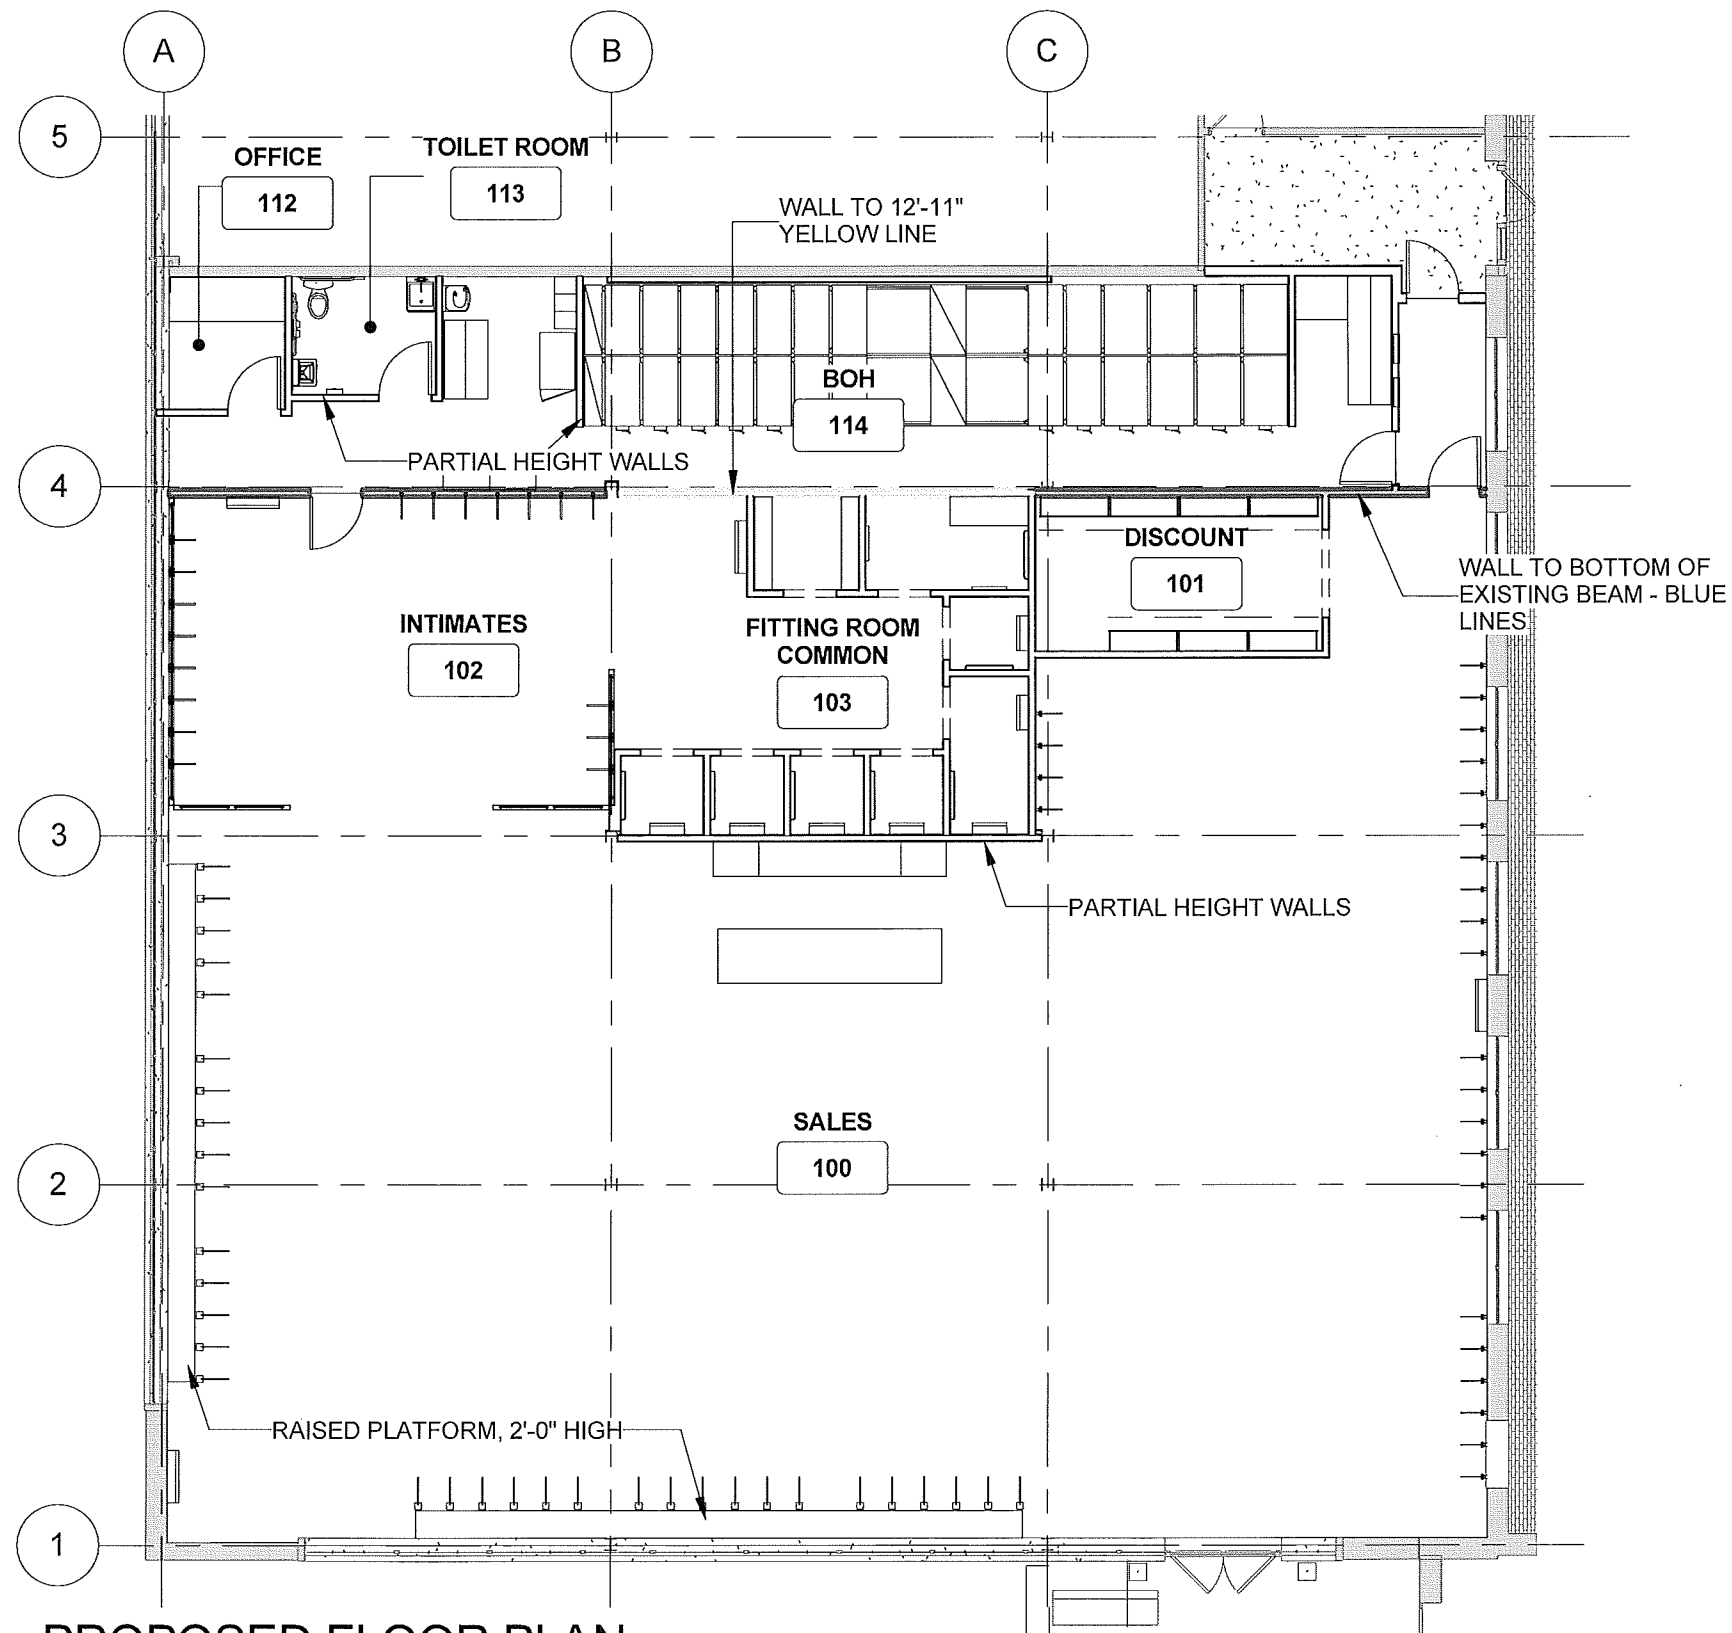 A
B
C
5
OFFICE
112
TOILET ROOM
113
WALL TO 12'-11"
YELLOW LINE
BOH
114
PARTIAL HEIGHT WALLS
4
DISCOUNT
101
WALL TO BOTTOM OF
EXISTING BEAM - BLUE
LINES
INTIMATES
102
FITTING ROOM
COMMON
103
3
PARTIAL HEIGHT WALLS
SALES
100
2
RAISED PLATFORM, 2'-0" HIGH
1
PROPOSED FLOOR PLAN